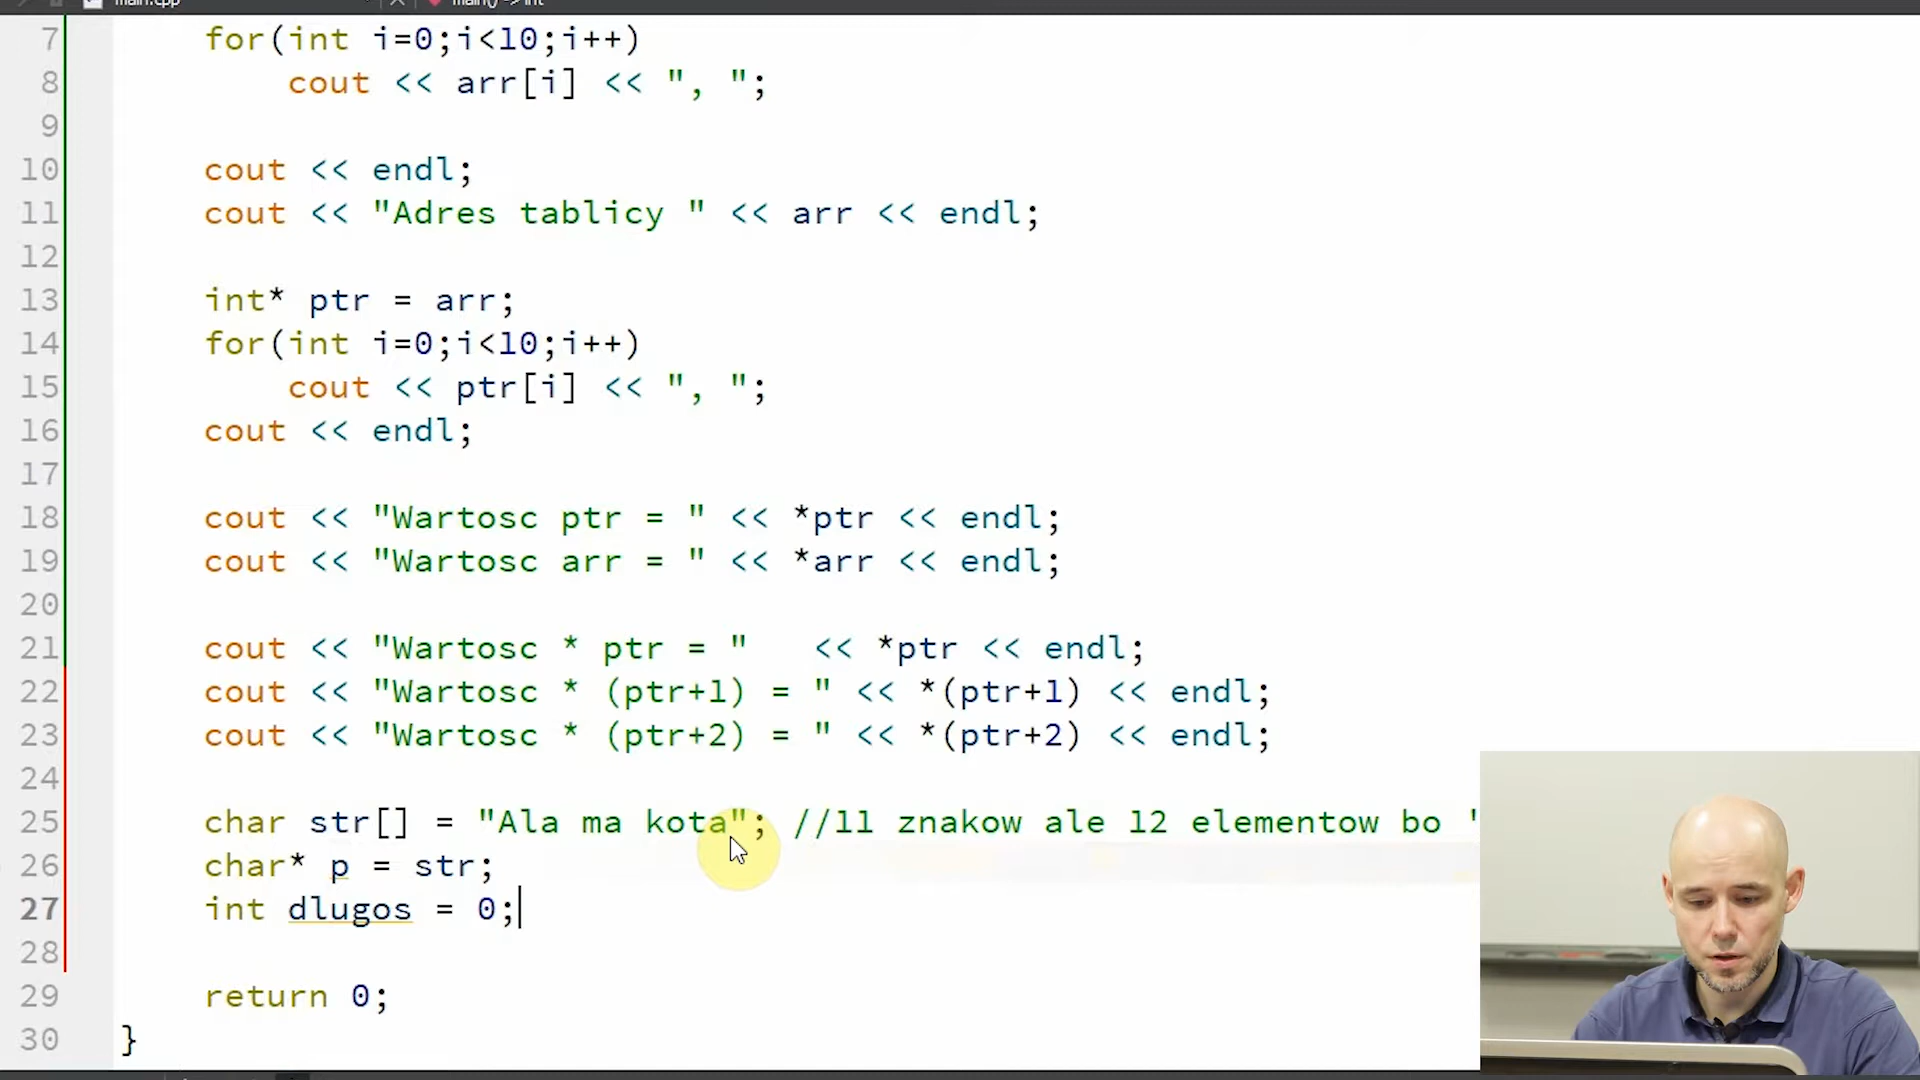 main.cpp main() -> int
7 for(int i=0;i<10;i++)
8 cout << arr[i] << ", ";
9
10 cout << endl;
11 cout << "Adres tablicy " << arr << endl;
12
13 int* ptr = arr;
14 for(int i=0;i<10;i++)
15 cout << ptr[i] << ", ";
16 cout << endl;
17
18 cout << "Wartosc ptr = " << *ptr << endl;
19 cout << "Wartosc arr = " << *arr << endl;
20
21 cout << "Wartosc * ptr = "   << *ptr << endl;
22 cout << "Wartosc * (ptr+1) = " << *(ptr+1) << endl;
23 cout << "Wartosc * (ptr+2) = " << *(ptr+2) << endl;
24
25 char str[] = "Ala ma kota"; //11 znakow ale 12 elementow bo '
26 char* p = str;
27 int dlugos = 0;
28
29 return 0;
30 }